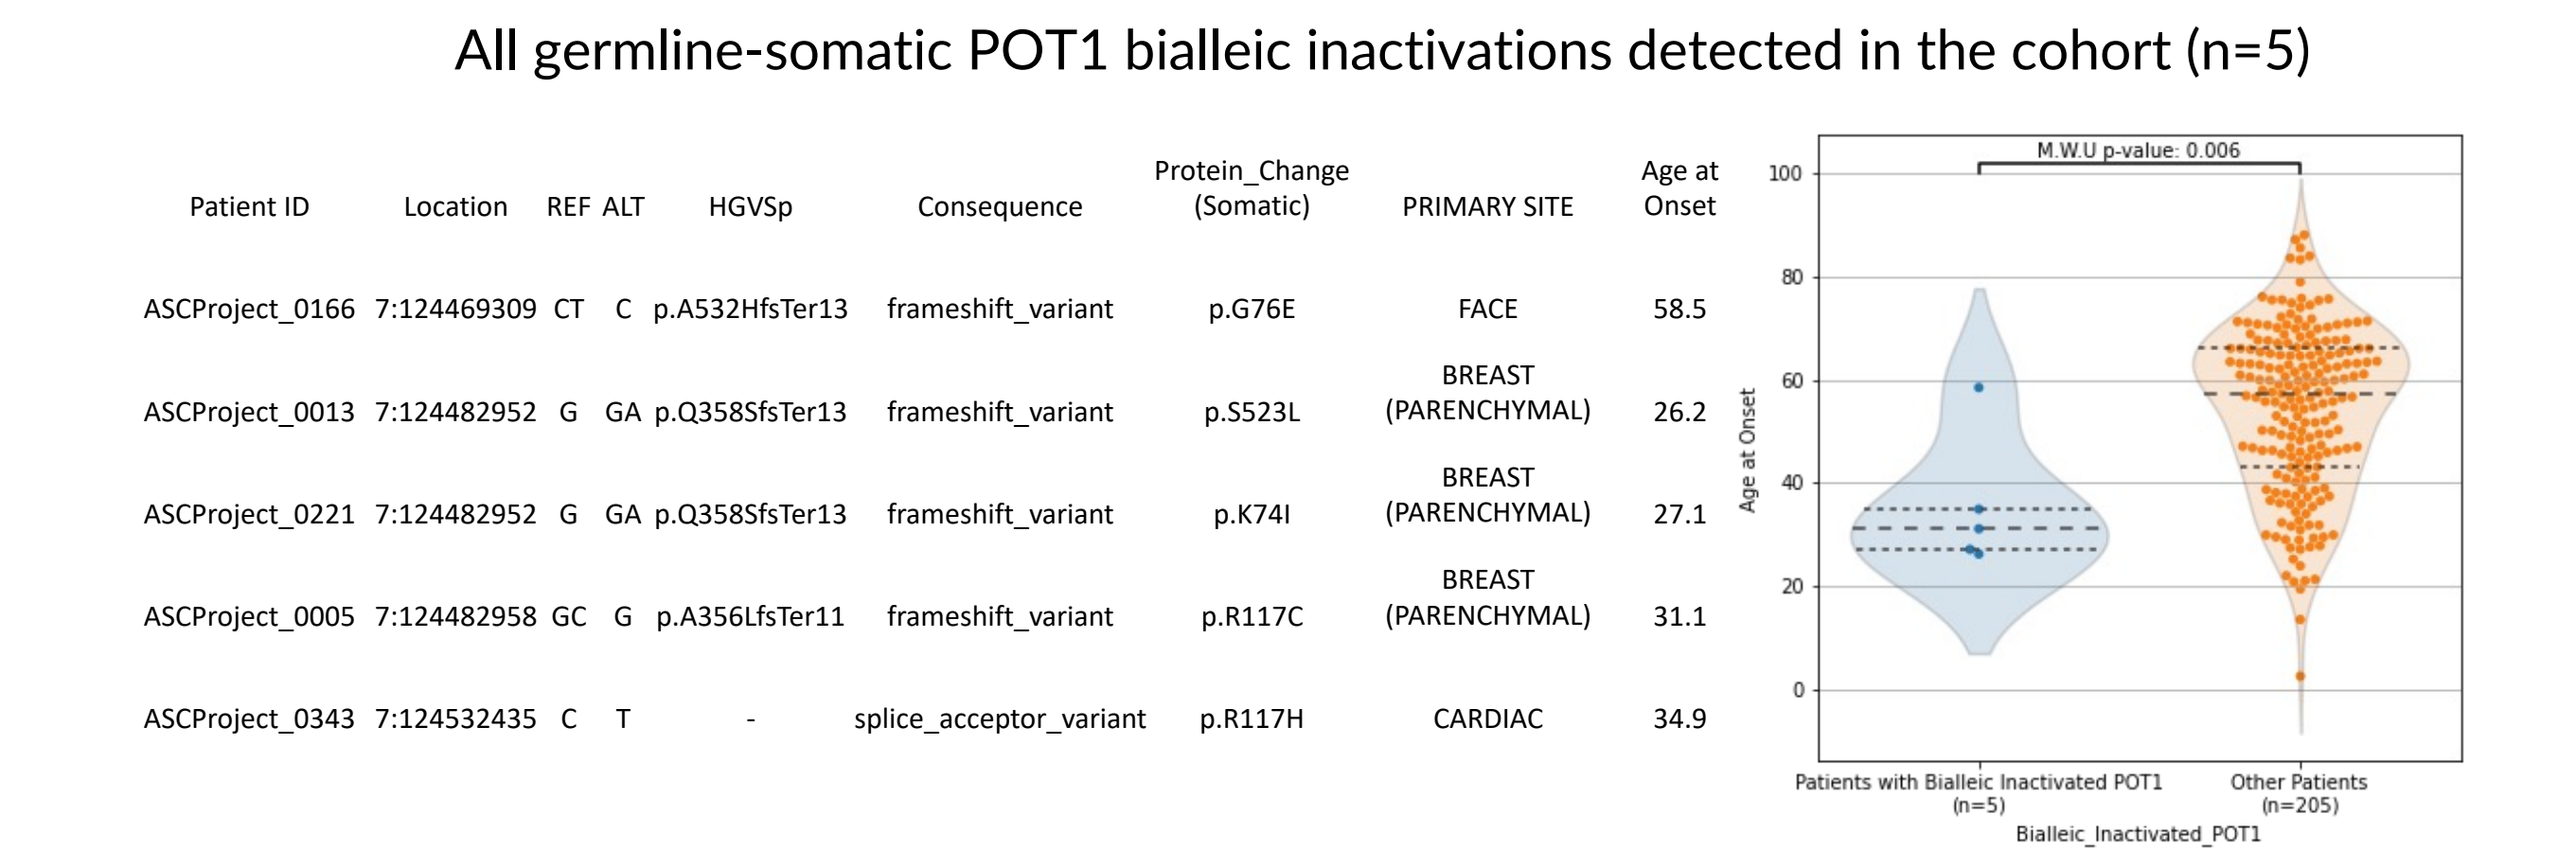 All germline-somatic POT1 bialleic inactivations detected in the cohort (n=5)
Patient ID Location REF ALT HGVSp Consequence Protein_Change (Somatic) PRIMARY SITE Age at Onset
ASCProject_0166 7:124469309 CT C p.A532HfsTer13 frameshift_variant p.G76E FACE 58.5
ASCProject_0013 7:124482952 G GA p.Q358SfsTer13 frameshift_variant p.S523L BREAST (PARENCHYMAL) 26.2
ASCProject_0221 7:124482952 G GA p.Q358SfsTer13 frameshift_variant p.K74I BREAST (PARENCHYMAL) 27.1
ASCProject_0005 7:124482958 GC G p.A356LfsTer11 frameshift_variant p.R117C BREAST (PARENCHYMAL) 31.1
ASCProject_0343 7:124532435 C T - splice_acceptor_variant p.R117H CARDIAC 34.9
M.W.U p-value: 0.006
100
80
60
40
20
0
Age at Onset
Patients with Bialleic Inactivated POT1
(n=5)
Other Patients
(n=205)
Bialleic_Inactivated_POT1